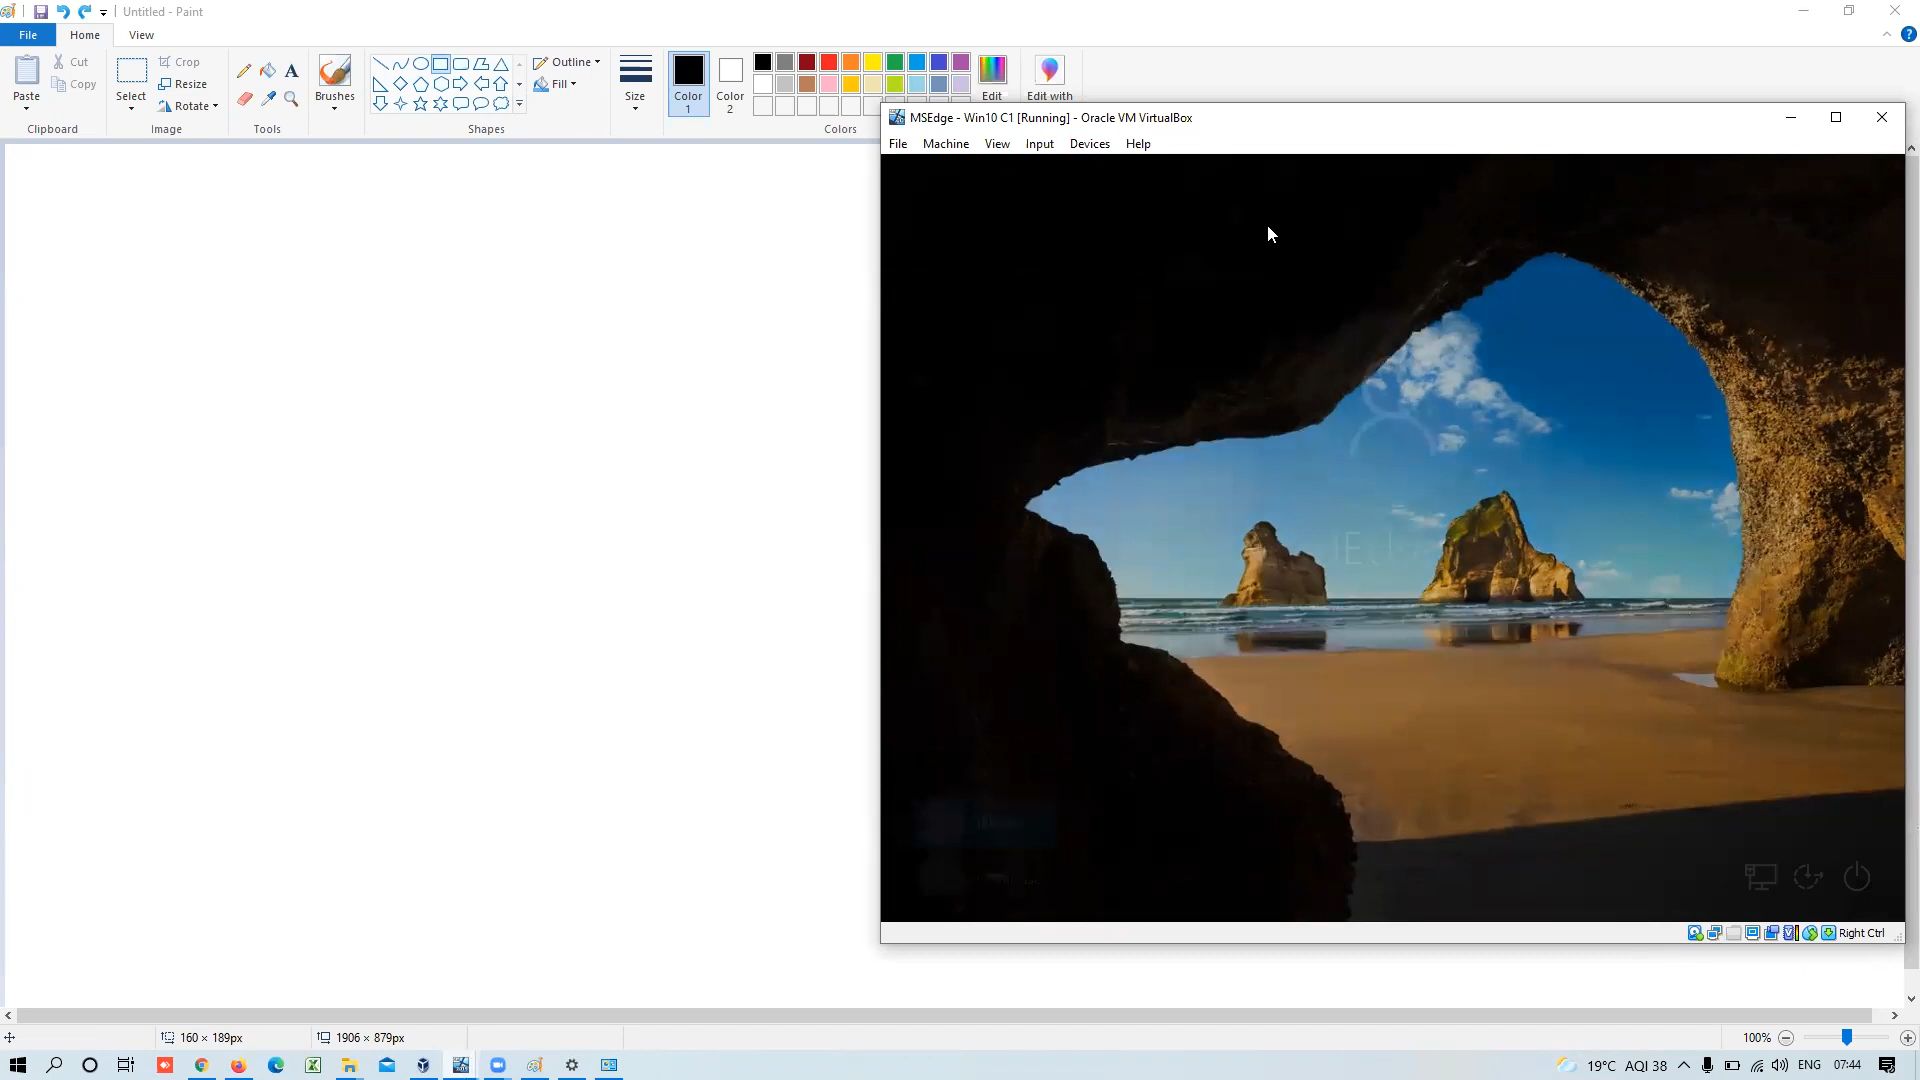 Untitled - Paint
File
Home
View
Paste
Cut
Copy
Clipboard
Select
Crop
Resize
Rotate
Image
Tools
Brushes
Shapes
Outline
Fill
Size
Color
1
Color
2
Colors
Edit
Edit with
MSEdge - Win10 C1 [Running] - Oracle VM VirtualBox
File
Machine
View
Input
Devices
Help
Right Ctrl
160 × 189px
1906 × 879px
100%
19°C
AQI 38
ENG
07:44